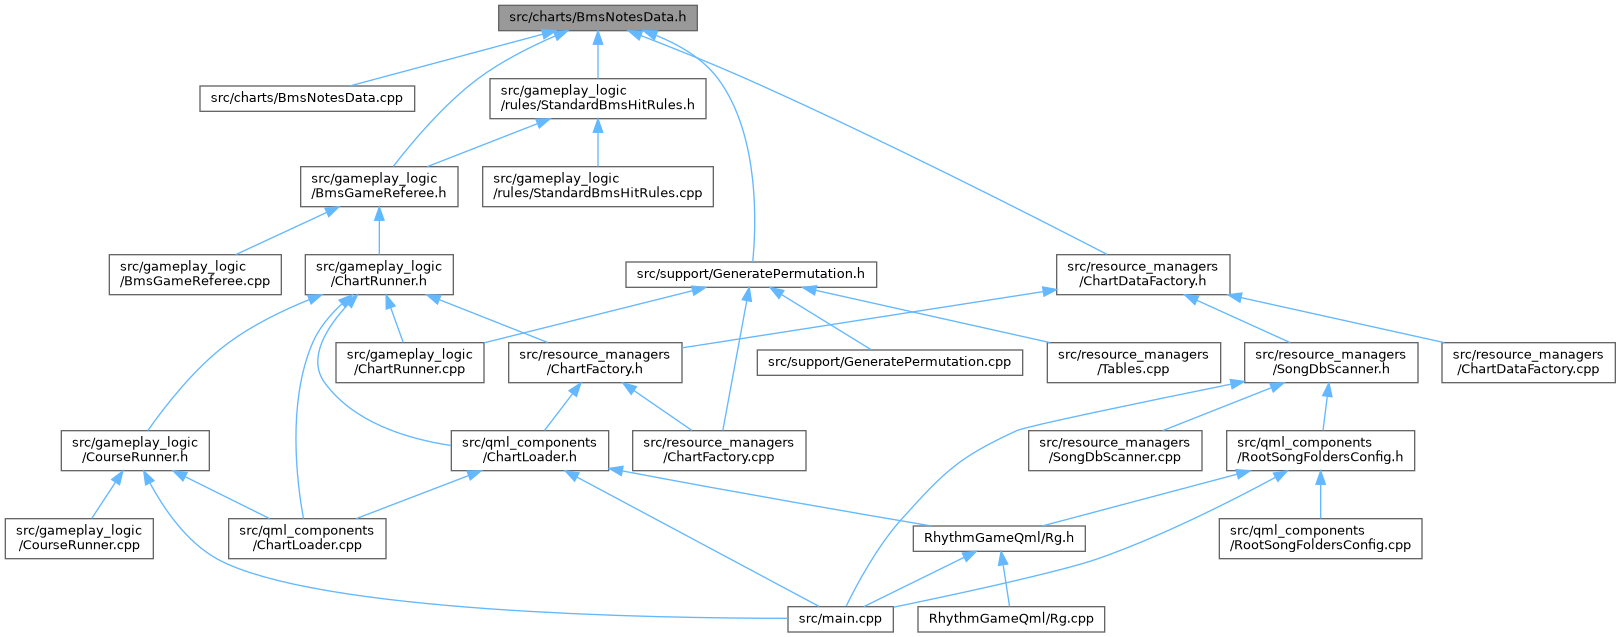 src/charts/BmsNotesData.h
src/charts/BmsNotesData.cpp
src/gameplay_logic
/rules/StandardBmsHitRules.h
src/gameplay_logic
/BmsGameReferee.h
src/gameplay_logic
/rules/StandardBmsHitRules.cpp
src/gameplay_logic
/BmsGameReferee.cpp
src/gameplay_logic
/ChartRunner.h
src/support/GeneratePermutation.h
src/resource_managers
/ChartDataFactory.h
src/gameplay_logic
/ChartRunner.cpp
src/resource_managers
/ChartFactory.h
src/support/GeneratePermutation.cpp
src/resource_managers
/Tables.cpp
src/resource_managers
/SongDbScanner.h
src/resource_managers
/ChartDataFactory.cpp
src/gameplay_logic
/CourseRunner.h
src/qml_components
/ChartLoader.h
src/resource_managers
/ChartFactory.cpp
src/resource_managers
/SongDbScanner.cpp
src/qml_components
/RootSongFoldersConfig.h
src/gameplay_logic
/CourseRunner.cpp
src/qml_components
/ChartLoader.cpp
RhythmGameQml/Rg.h
src/qml_components
/RootSongFoldersConfig.cpp
src/main.cpp
RhythmGameQml/Rg.cpp